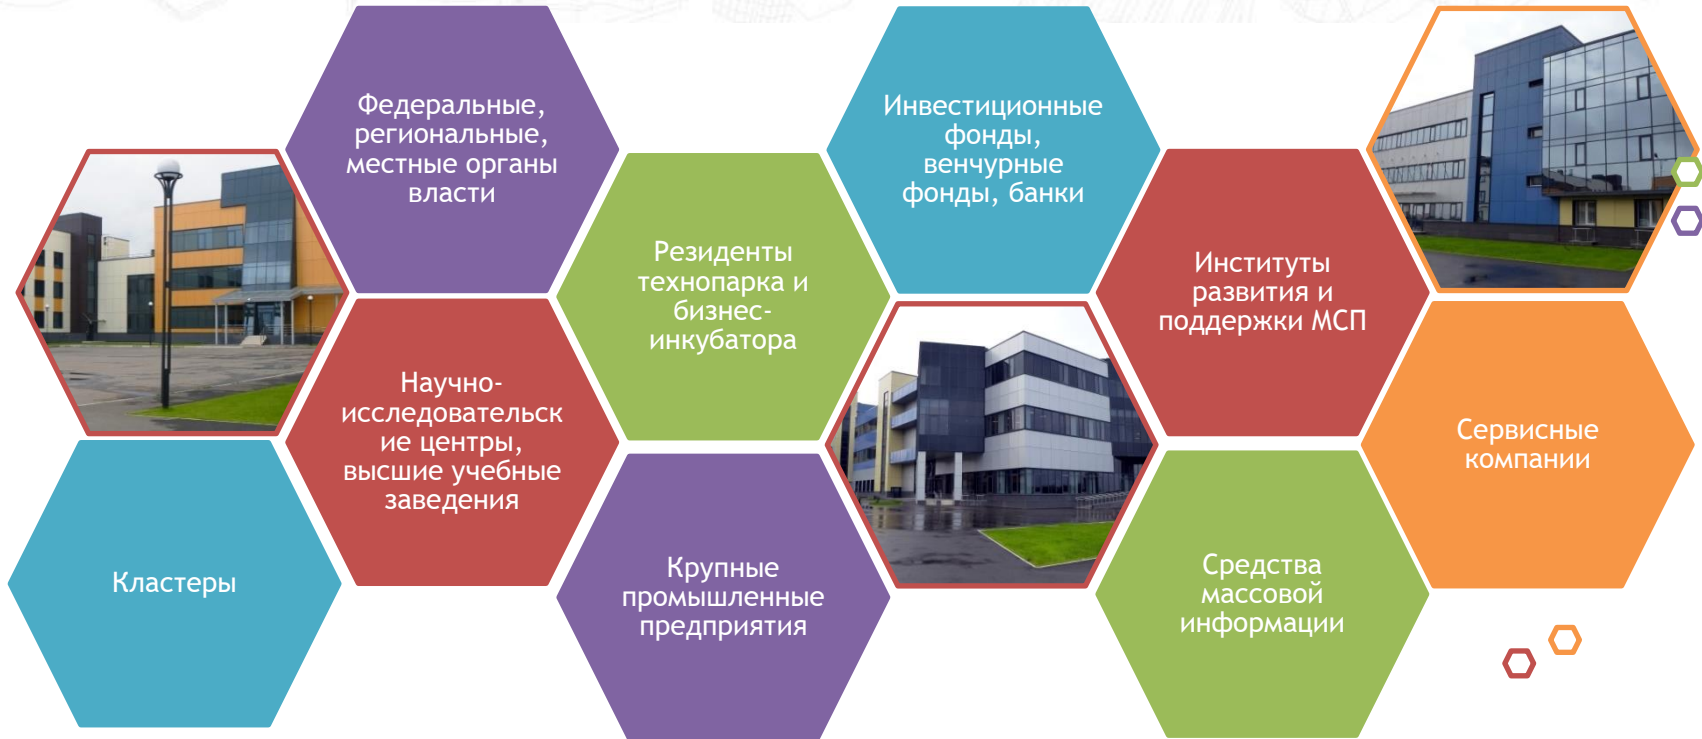 Федеральные,
региональные,
местные органы
власти
Инвестиционные
фонды,
венчурные
фонды, банки
Резиденты
технопарка и
бизнес-
инкубатора
Институты
развития и
поддержки МСП
Научно-
исследовательск
ие центры,
высшие учебные
заведения
Сервисные
компании
Кластеры
Крупные
промышленные
предприятия
Средства
массовой
информации